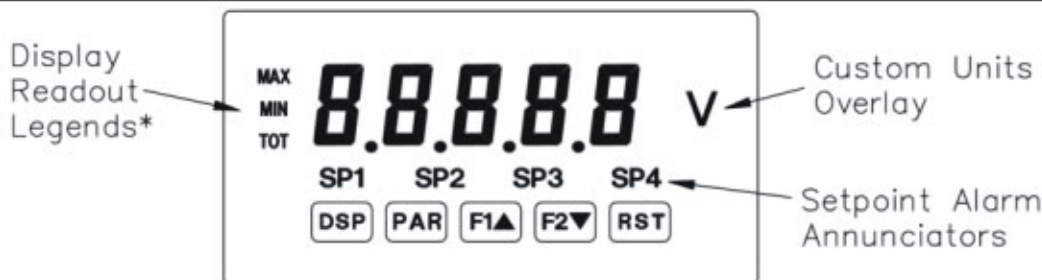 Display
Readout
Legends*
MAX
MIN
TOT
8.8.8.8.8
V
Custom Units
Overlay
SP1 SP2 SP3 SP4
Setpoint Alarm
Annunciators
DSP PAR F1▲ F2▼ RST